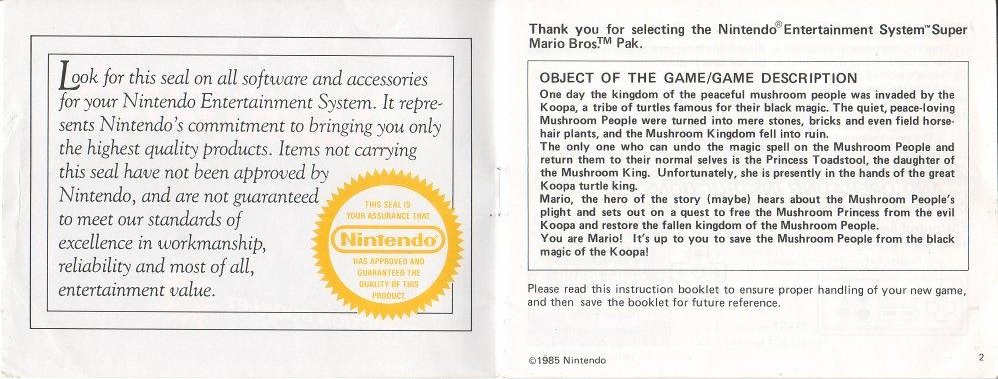 Look for this seal on all software and accessories
for your Nintendo Entertainment System. It repre-
sents Nintendo's commitment to bringing you only
the highest quality products. Items not carrying
this seal have not been approved by
Nintendo, and are not guaranteed
to meet our standards of
excellence in workmanship,
reliability and most of all,
entertainment value.
THIS SEAL IS
YOUR ASSURANCE THAT
Nintendo®
HAS APPROVED AND
GUARANTEED THE
QUALITY OF THIS
PRODUCT.
Thank you for selecting the Nintendo® Entertainment System™ Super
Mario Bros.™ Pak.
OBJECT OF THE GAME/GAME DESCRIPTION
One day the kingdom of the peaceful mushroom people was invaded by the
Koopa, a tribe of turtles famous for their black magic. The quiet, peace-loving
Mushroom People were turned into mere stones, bricks and even field horse-
hair plants, and the Mushroom Kingdom fell into ruin.
The only one who can undo the magic spell on the Mushroom People and
return them to their normal selves is the Princess Toadstool, the daughter of
the Mushroom King. Unfortunately, she is presently in the hands of the great
Koopa turtle king.
Mario, the hero of the story (maybe) hears about the Mushroom People's
plight and sets out on a quest to free the Mushroom Princess from the evil
Koopa and restore the fallen kingdom of the Mushroom People.
You are Mario! It's up to you to save the Mushroom People from the black
magic of the Koopa!
Please read this instruction booklet to ensure proper handling of your new game,
and then save the booklet for future reference.
©1985 Nintendo
2